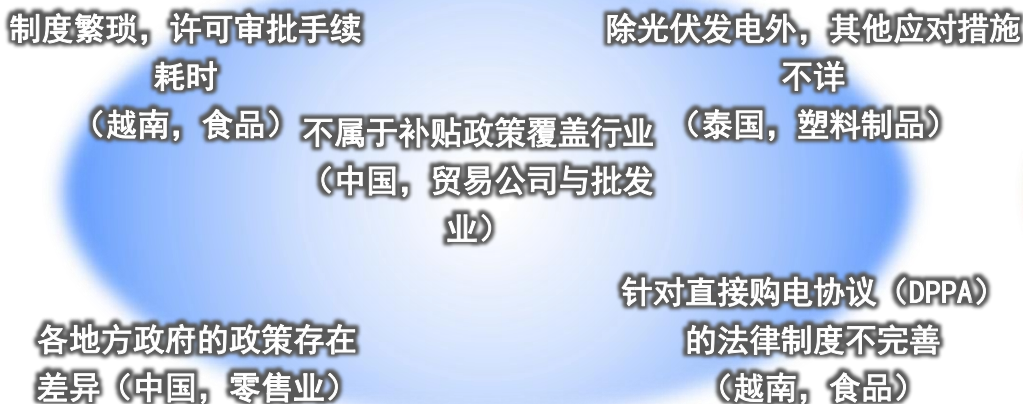 制度繁琐，许可审批手续
耗时
（越南，食品）
除光伏发电外，其他应对措施
不详
（泰国，塑料制品）
不属于补贴政策覆盖行业
（中国，贸易公司与批发
业）
各地方政府的政策存在
差异（中国，零售业）
针对直接购电协议（DPPA）
的法律制度不完善
（越南，食品）